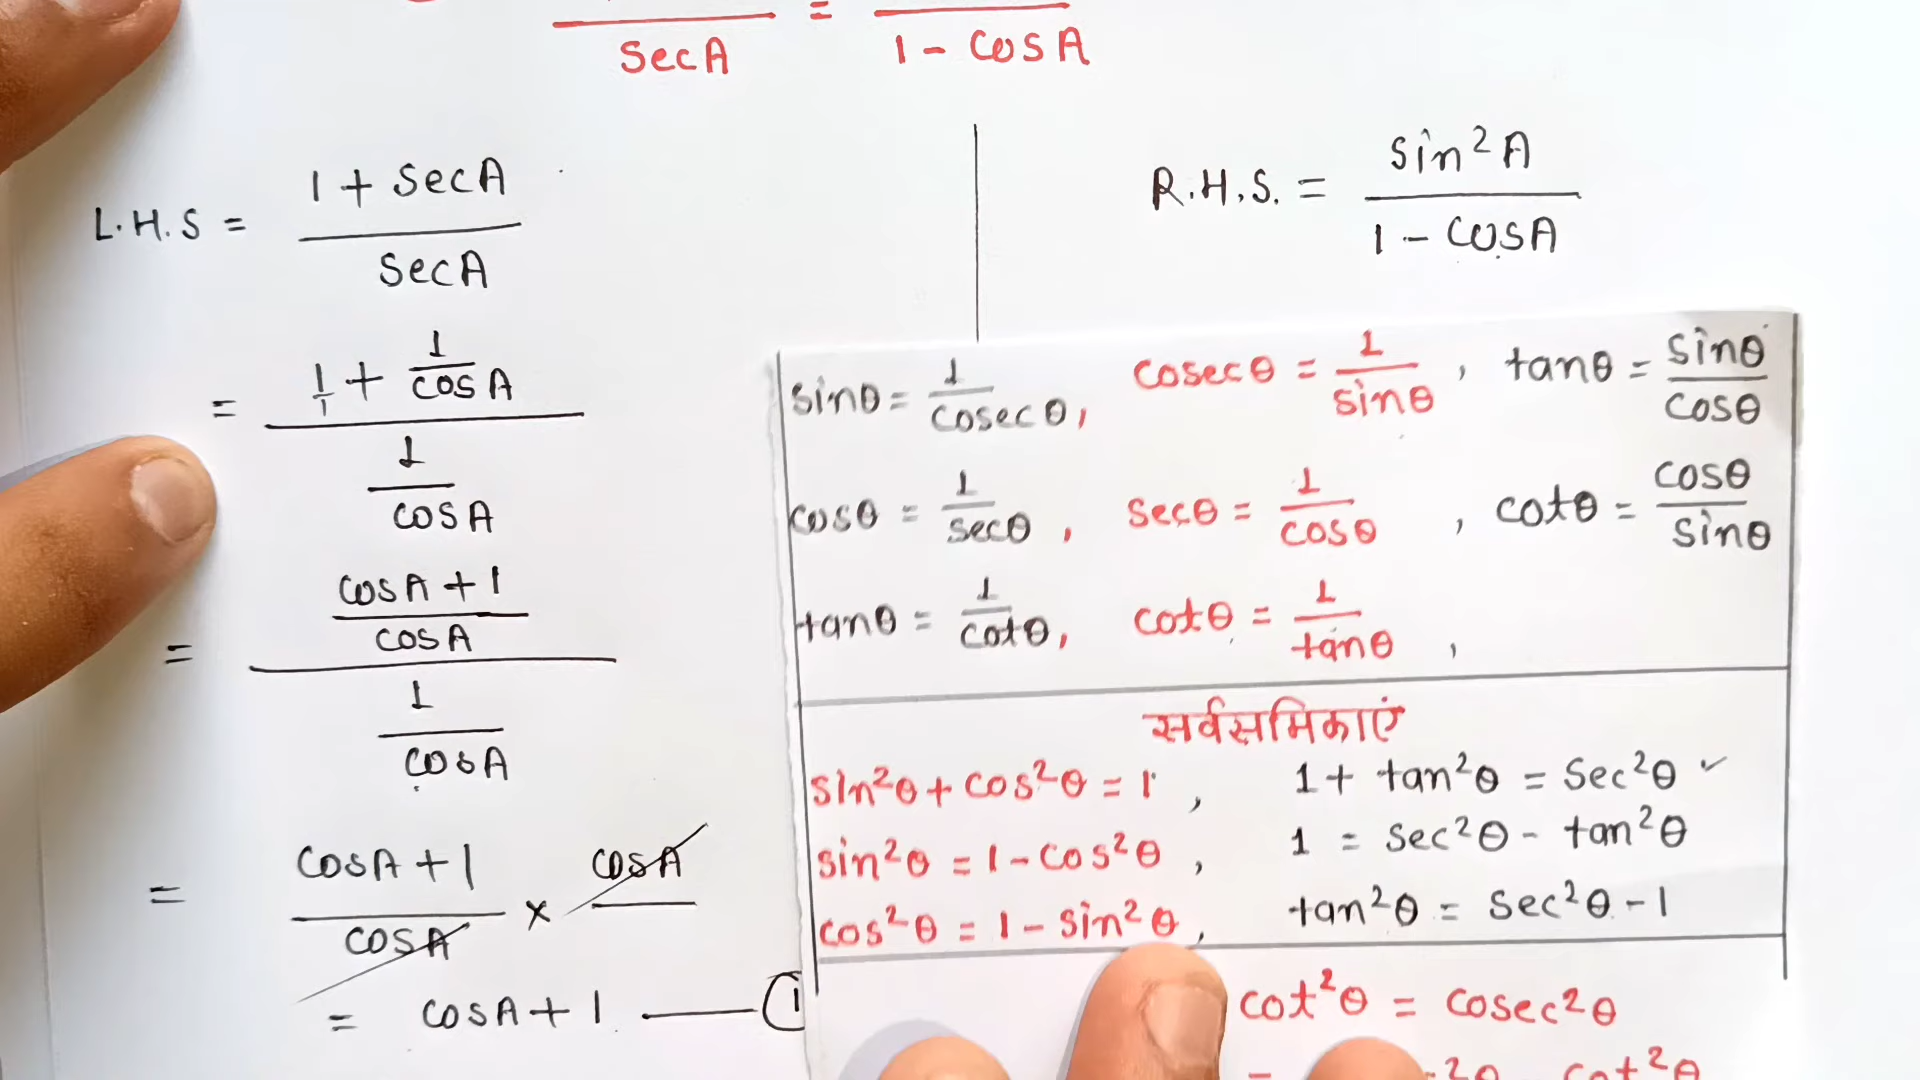 secA = 1 - cosA
L.H.S = 1 + secA
secA
= 1/1 + 1/cosA
1/cosA
= cosA + 1
cosA
1
cosA
= cosA + 1 / cosA × cosA
= cosA + 1 —— ①
R.H.S. = sin²A
1 - cosA
sinθ = 1/cosecθ, cosecθ = 1/sinθ , tanθ = sinθ/cosθ
cosθ = 1/secθ , secθ = 1/cosθ , cotθ = cosθ/sinθ
tanθ = 1/cotθ, cotθ = 1/tanθ ,
सर्वसमिकाएं
sin²θ + cos²θ = 1 , 1 + tan²θ = Sec²θ ✓
sin²θ = 1 - cos²θ , 1 = sec²θ - tan²θ
cos²θ = 1 - sin²θ , tan²θ = sec²θ - 1
cot²θ = cosec²θ
cot²θ